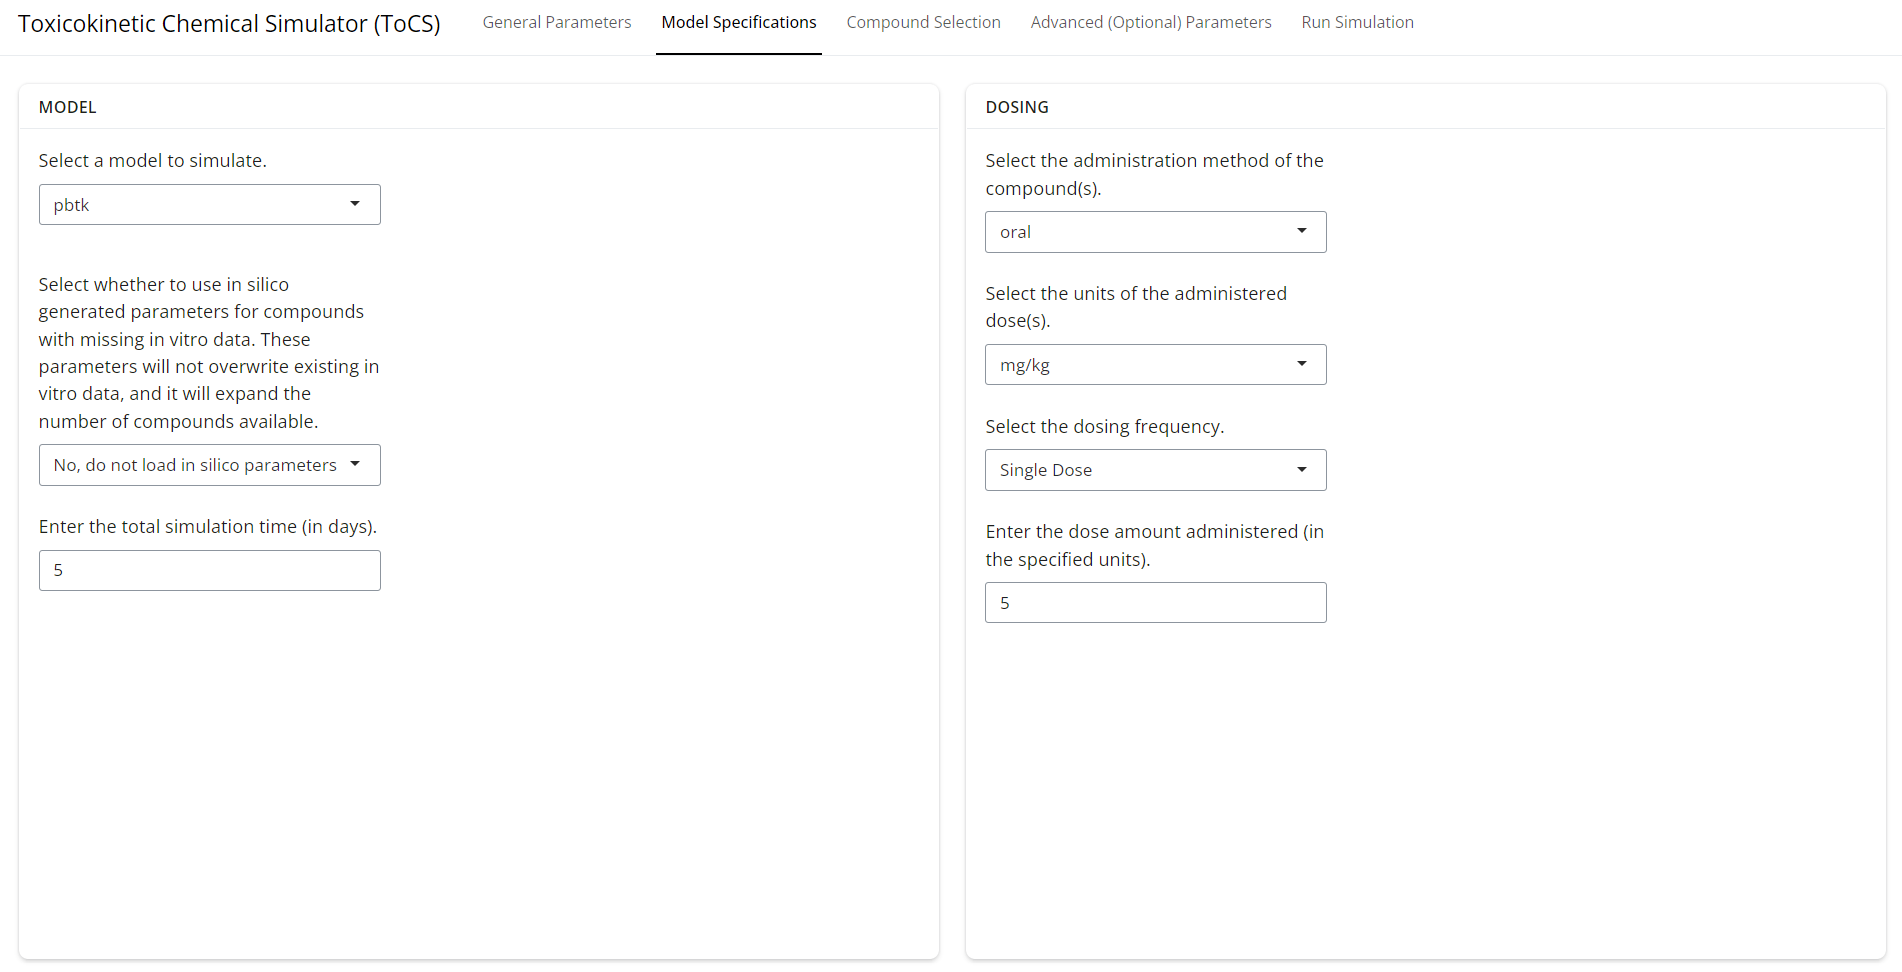 Toxicokinetic Chemical Simulator (ToCS)
General Parameters
Model Specifications
Compound Selection
Advanced (Optional) Parameters
Run Simulation
MODEL
Select a model to simulate.
pbtk
Select whether to use in silico
generated parameters for compounds
with missing in vitro data. These
parameters will not overwrite existing in
vitro data, and it will expand the
number of compounds available.
No, do not load in silico parameters
Enter the total simulation time (in days).
5
DOSING
Select the administration method of the
compound(s).
oral
Select the units of the administered
dose(s).
mg/kg
Select the dosing frequency.
Single Dose
Enter the dose amount administered (in
the specified units).
5